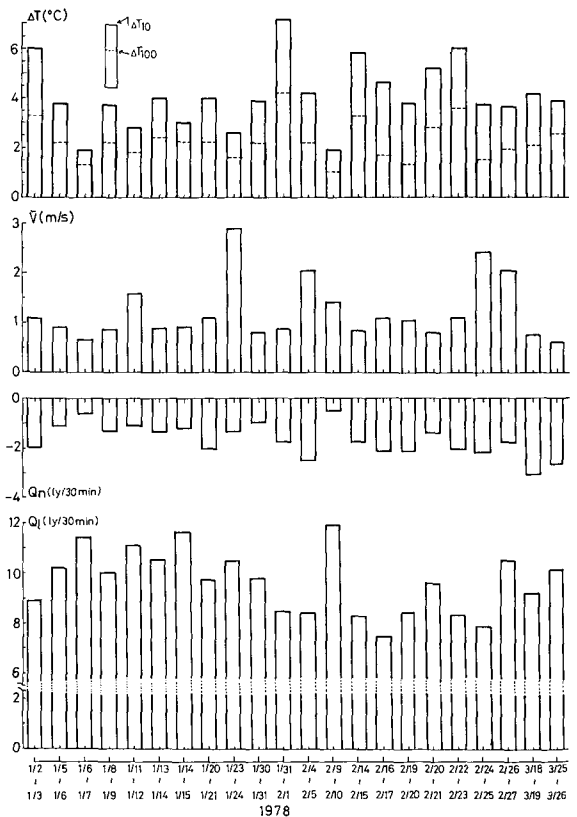 ΔT(°C)
ΔT10
ΔT100
6
4
2
0
V̄(m/s)
3
2
1
0
0
-2
-4
Qn(ly/30min)
Ql(ly/30min)
12
10
8
6
2
0
1/2 1/5 1/6 1/8 1/11 1/13 1/14 1/20 1/23 1/30 1/31 2/4 2/9 2/14 2/16 2/19 2/20 2/22 2/24 2/26 3/18 3/25
~ ~ ~ ~ ~ ~ ~ ~ ~ ~ ~ ~ ~ ~ ~ ~ ~ ~ ~ ~ ~ ~
1/3 1/6 1/7 1/9 1/12 1/14 1/15 1/21 1/24 1/31 2/1 2/5 2/10 2/15 2/17 2/20 2/21 2/23 2/25 2/27 3/19 3/26
1978